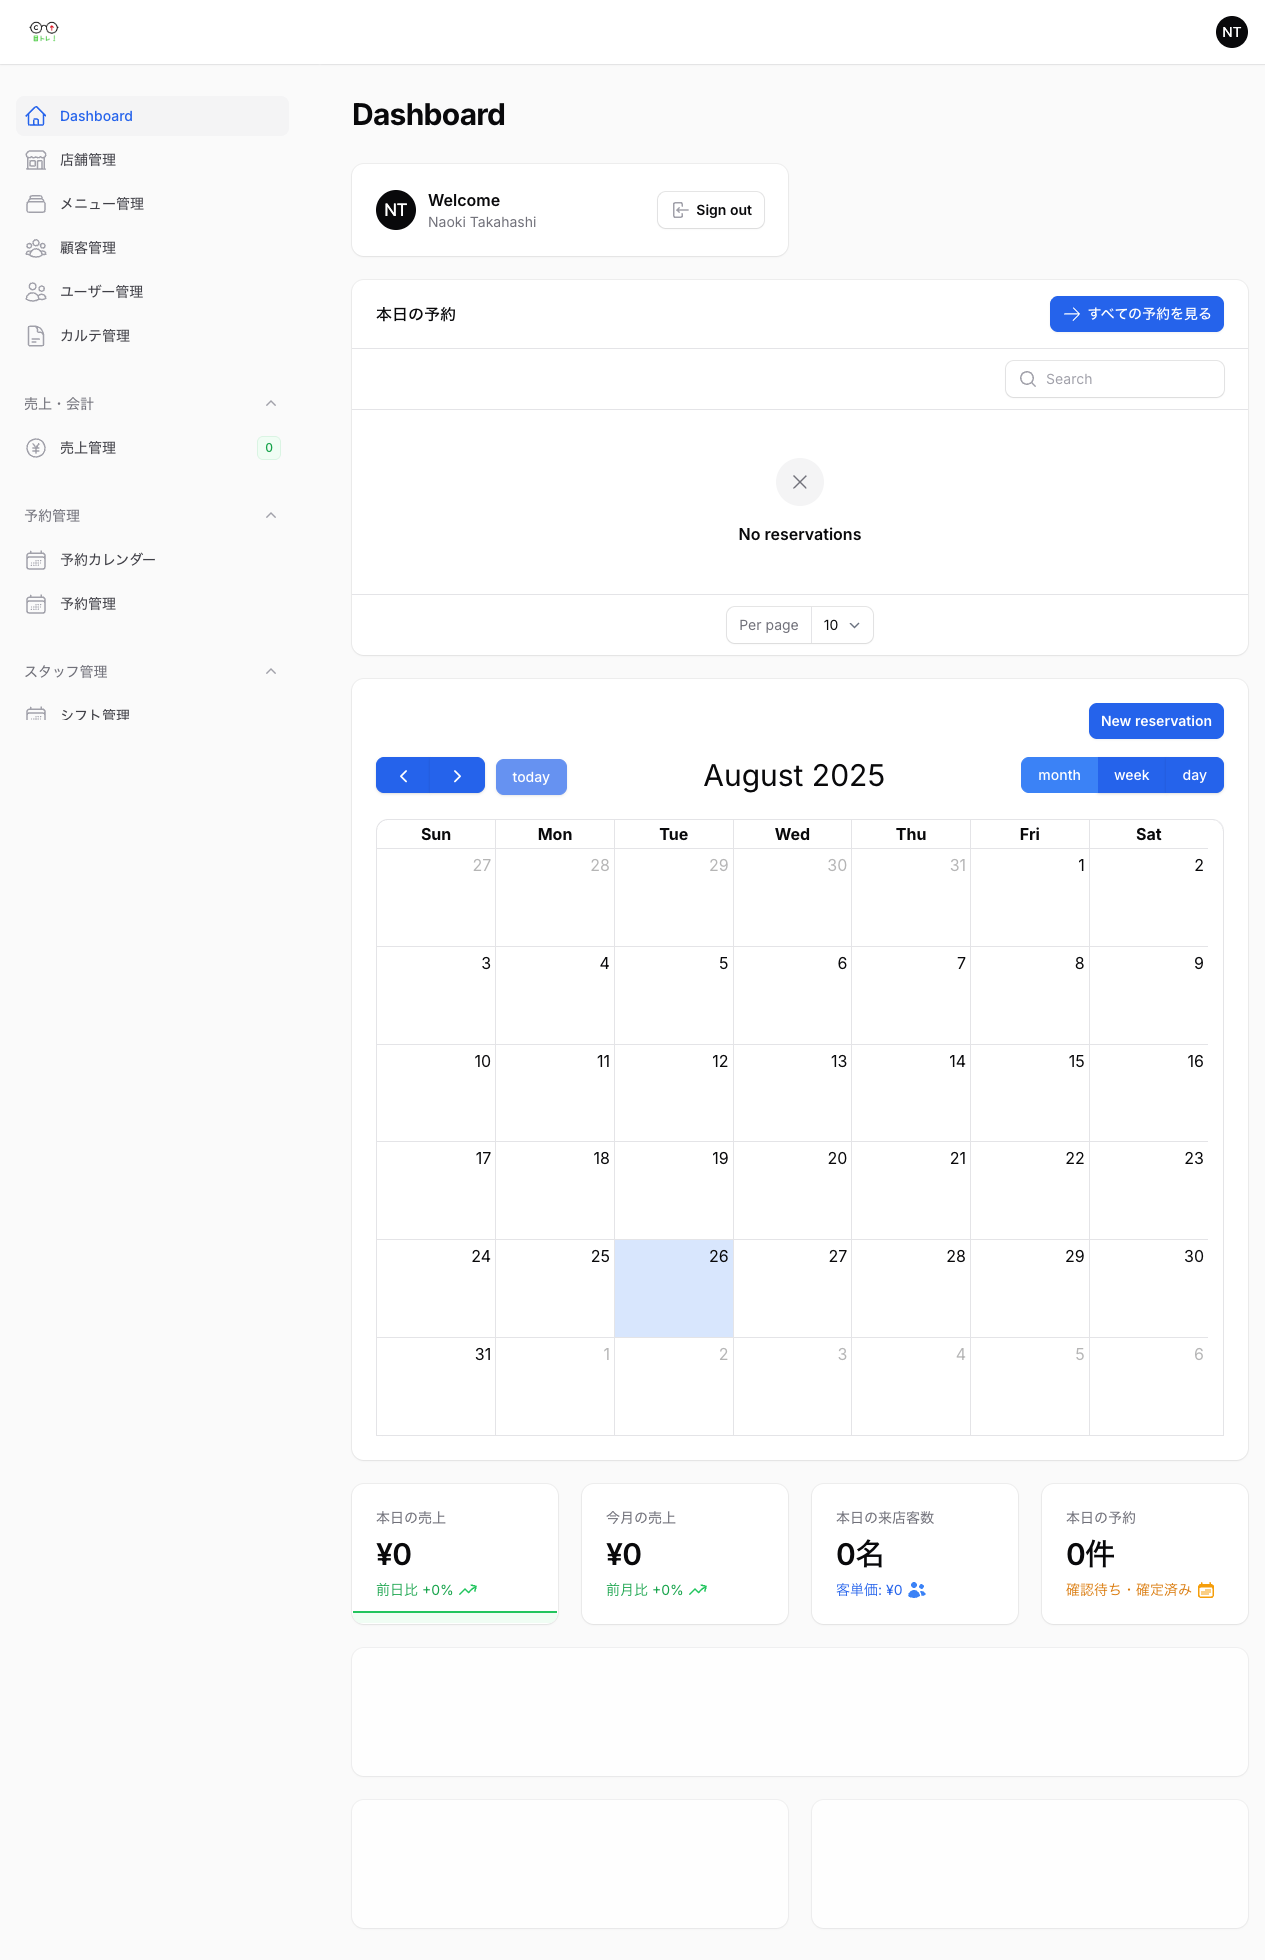 目トレ！
NT
Dashboard
店舗管理
メニュー管理
顧客管理
ユーザー管理
カルテ管理
売上・会計
売上管理
0
予約管理
予約カレンダー
予約管理
スタッフ管理
シフト管理
Dashboard
NT
Welcome
Naoki Takahashi
Sign out
本日の予約
すべての予約を見る
Search
No reservations
Per page 10
New reservation
today
August 2025
month week day
Sun Mon Tue Wed Thu Fri Sat
27 28 29 30 31 1 2
3 4 5 6 7 8 9
10 11 12 13 14 15 16
17 18 19 20 21 22 23
24 25 26 27 28 29 30
31 1 2 3 4 5 6
本日の売上
¥0
前日比 +0%
今月の売上
¥0
前月比 +0%
本日の来店客数
0名
客単価: ¥0
本日の予約
0件
確認待ち・確定済み